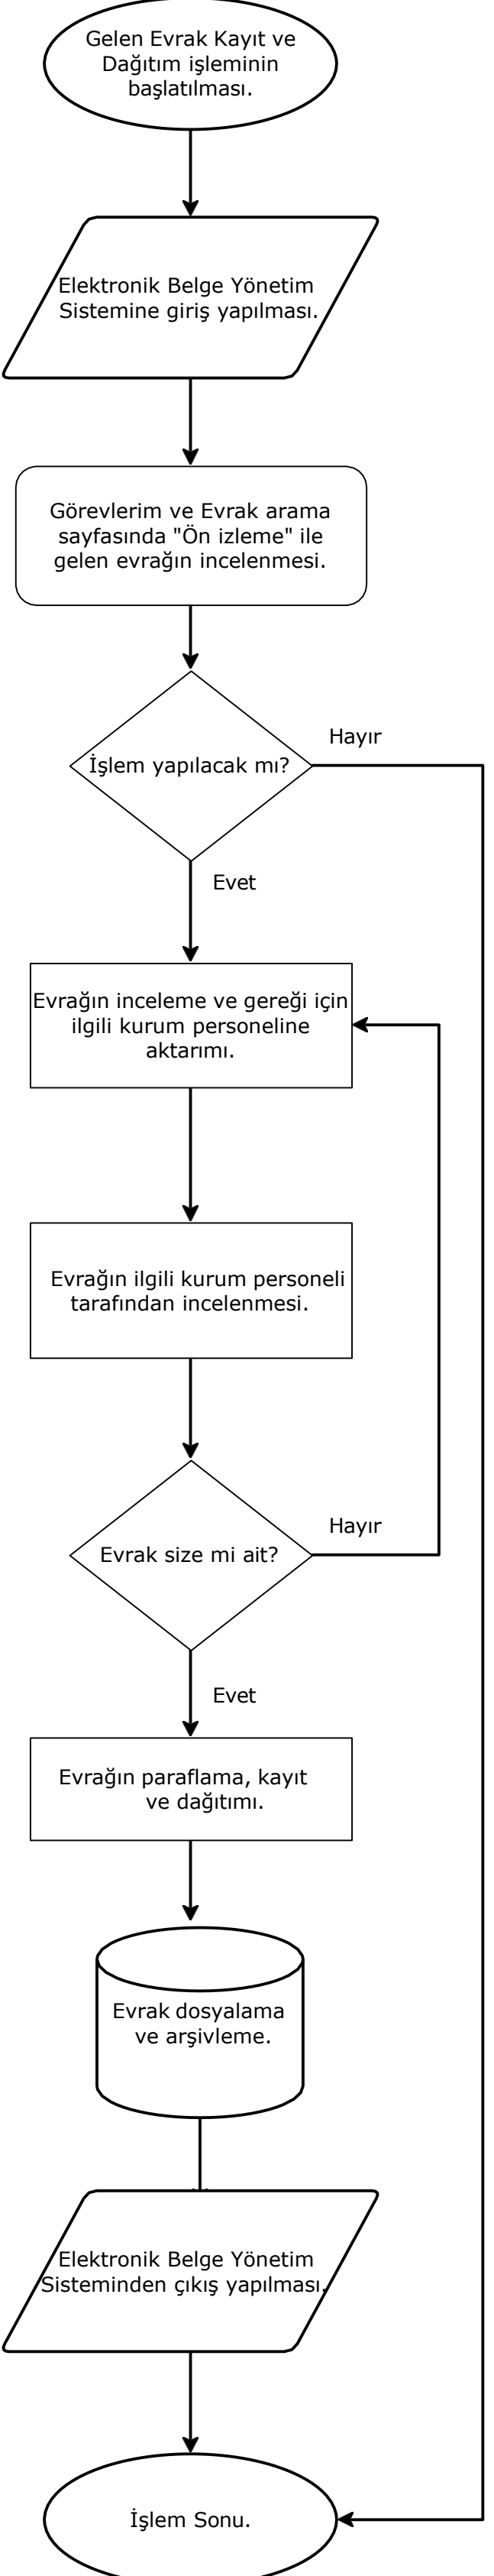 Gelen Evrak Kayıt ve
Dağıtım işleminin
başlatılması.
Elektronik Belge Yönetim
Sistemine giriş yapılması.
Görevlerim ve Evrak arama
sayfasında "Ön izleme" ile
gelen evrağın incelenmesi.
İşlem yapılacak mı?
Hayır
Evet
Evrağın inceleme ve gereği için
ilgili kurum personeline
aktarımı.
Evrağın ilgili kurum personeli
tarafından incelenmesi.
Evrak size mi ait?
Hayır
Evet
Evrağın paraflama, kayıt
ve dağıtımı.
Evrak dosyalama
ve arşivleme.
Elektronik Belge Yönetim
Sisteminden çıkış yapılması.
İşlem Sonu.